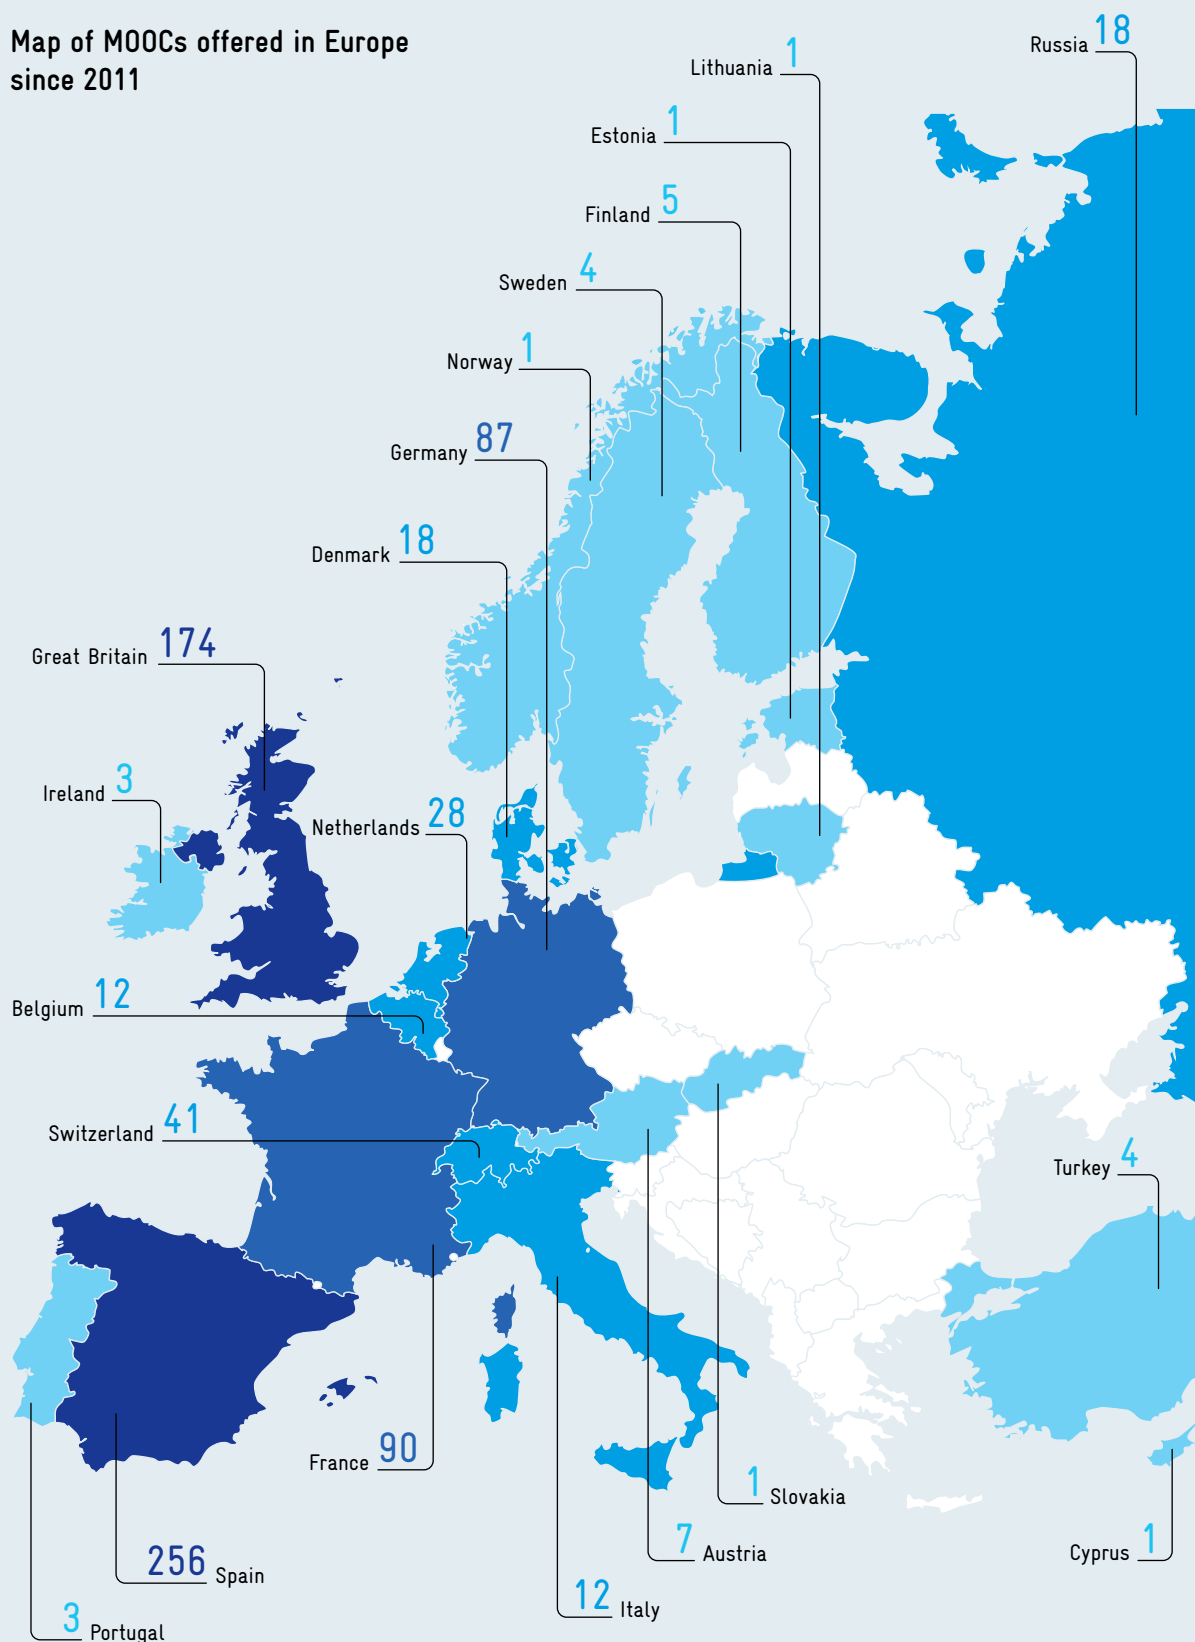 Map of MOOCs offered in Europe
since 2011
Russia 18
Lithuania 1
Estonia 1
Finland 5
Sweden 4
Norway 1
Germany 87
Denmark 18
Great Britain 174
Ireland 3
Netherlands 28
Belgium 12
Switzerland 41
Turkey 4
France 90
1 Slovakia
7 Austria
Cyprus 1
256 Spain
12 Italy
3 Portugal